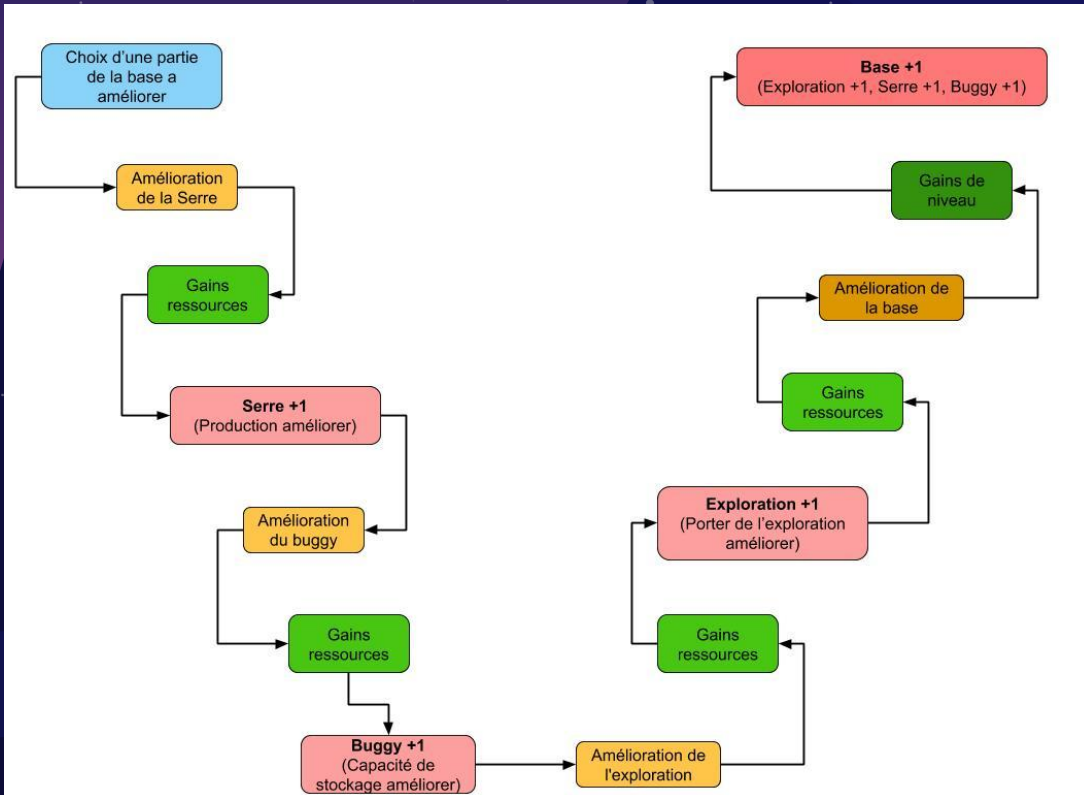 Choix d'une partie
de la base a
améliorer
Amélioration
de la Serre
Gains
ressources
Serre +1
(Production améliorer)
Amélioration
du buggy
Gains
ressources
Buggy +1
(Capacité de
stockage améliorer)
Amélioration de
l'exploration
Gains
ressources
Exploration +1
(Porter de l'exploration
améliorer)
Gains
ressources
Amélioration de
la base
Gains de
niveau
Base +1
(Exploration +1, Serre +1, Buggy +1)